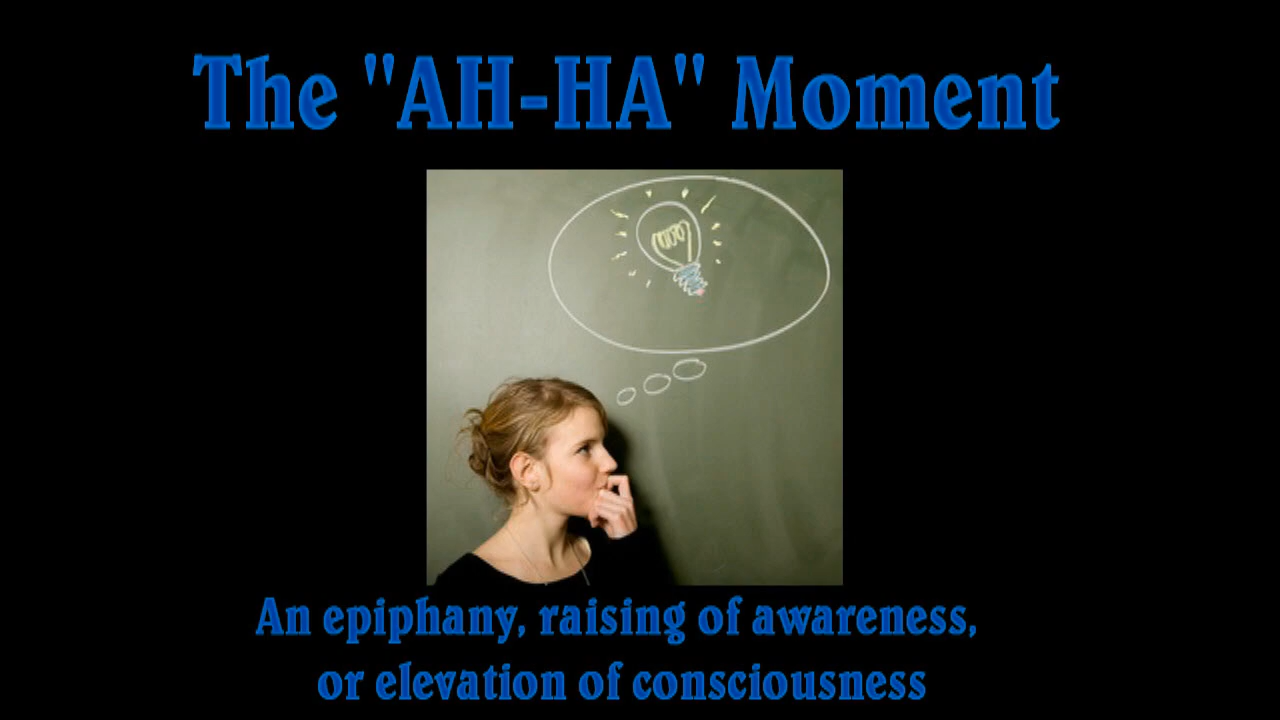 The "AH-HA" Moment
An epiphany, raising of awareness,
or elevation of consciousness